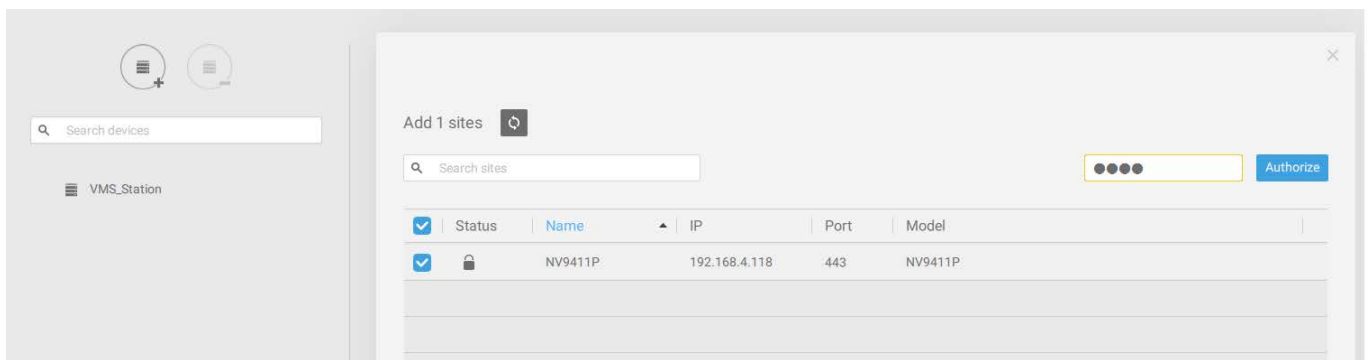 Add 1 sites
Search devices
Search sites
Authorize
VMS_Station
Status Name IP Port Model
NV9411P 192.168.4.118 443 NV9411P